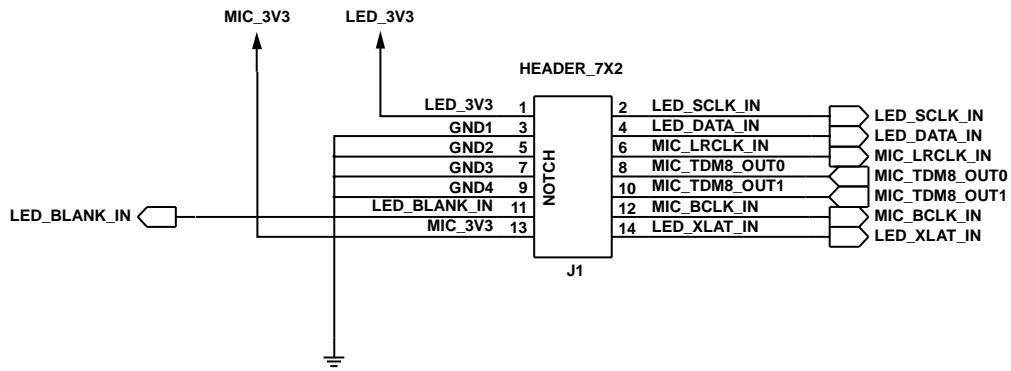 MIC_3V3 LED_3V3
HEADER_7X2
LED_3V3 1 2 LED_SCLK_IN LED_SCLK_IN
GND1 3 4 LED_DATA_IN LED_DATA_IN
GND2 5 6 MIC_LRCLK_IN MIC_LRCLK_IN
GND3 7 8 MIC_TDM8_OUT0 MIC_TDM8_OUT0
GND4 9 10 MIC_TDM8_OUT1 MIC_TDM8_OUT1
LED_BLANK_IN LED_BLANK_IN 11 12 MIC_BCLK_IN MIC_BCLK_IN
MIC_3V3 13 14 LED_XLAT_IN LED_XLAT_IN
NOTCH
J1